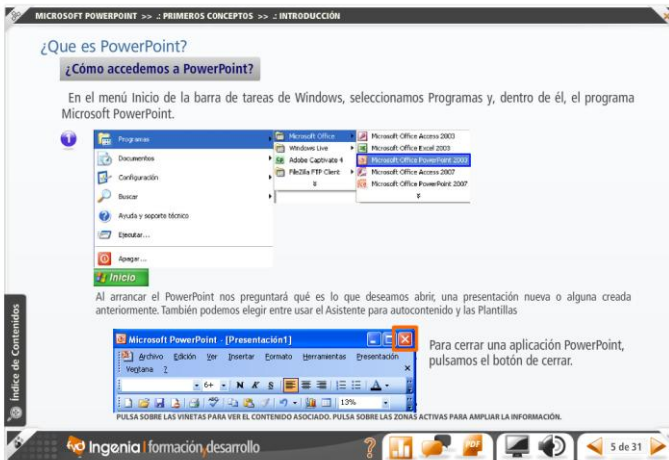 MICROSOFT POWERPOINT >> .: PRIMEROS CONCEPTOS >> .: INTRODUCCIÓN
¿Que es PowerPoint?
¿Cómo accedemos a PowerPoint?
En el menú Inicio de la barra de tareas de Windows, seleccionamos Programas y, dentro de él, el programa
Microsoft PowerPoint.
1
Programas
Documentos
Configuración
Buscar
Ayuda y soporte técnico
Ejecutar...
Apagar...
Inicio
Microsoft Office
Windows Live
Adobe Captivate 4
FileZilla FTP Client
Microsoft Office Access 2003
Microsoft Office Excel 2003
Microsoft Office PowerPoint 2003
Microsoft Office Access 2007
Microsoft Office PowerPoint 2007
Al arrancar el PowerPoint nos preguntará qué es lo que deseamos abrir, una presentación nueva o alguna creada
anteriormente. También podemos elegir entre usar el Asistente para autocontenido y las Plantillas
Microsoft PowerPoint - [Presentación1]
Archivo Edición Ver Insertar Formato Herramientas Presentación
Ventana ?
6+ N K S
13%
Para cerrar una aplicación PowerPoint,
pulsamos el botón de cerrar.
PULSA SOBRE LAS VIÑETAS PARA VER EL CONTENIDO ASOCIADO. PULSA SOBRE LAS ZONAS ACTIVAS PARA AMPLIAR LA INFORMACIÓN.
Índice de Contenidos
Ingenia formación y desarrollo
?
PDF
5 de 31